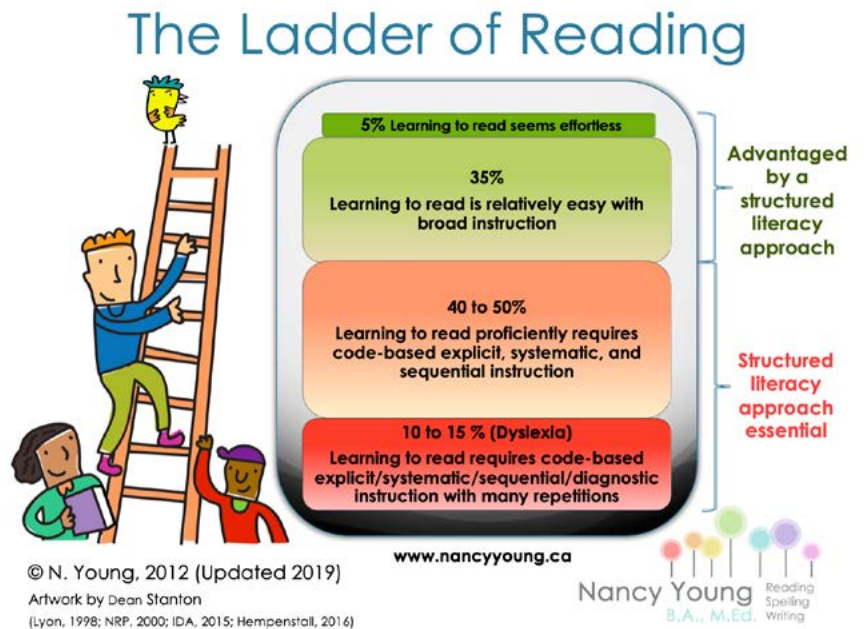 The Ladder of Reading
5% Learning to read seems effortless
35%
Learning to read is relatively easy with
broad instruction
Advantaged
by a
structured
literacy
approach
40 to 50%
Learning to read proficiently requires
code-based explicit, systematic, and
sequential instruction
Structured
literacy
approach
essential
10 to 15 % (Dyslexia)
Learning to read requires code-based
explicit/systematic/sequential/diagnostic
instruction with many repetitions
www.nancyyoung.ca
© N. Young, 2012 (Updated 2019)
Artwork by Dean Stanton
(Lyon, 1998; NRP, 2000; IDA, 2015; Hempenstall, 2016)
Nancy Young
B.A., M.Ed.
Reading
Spelling
Writing